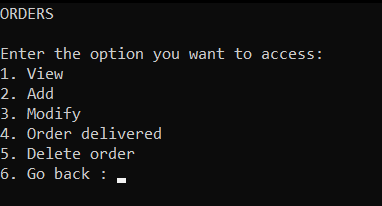 ORDERS
Enter the option you want to access:
1. View
2. Add
3. Modify
4. Order delivered
5. Delete order
6. Go back :